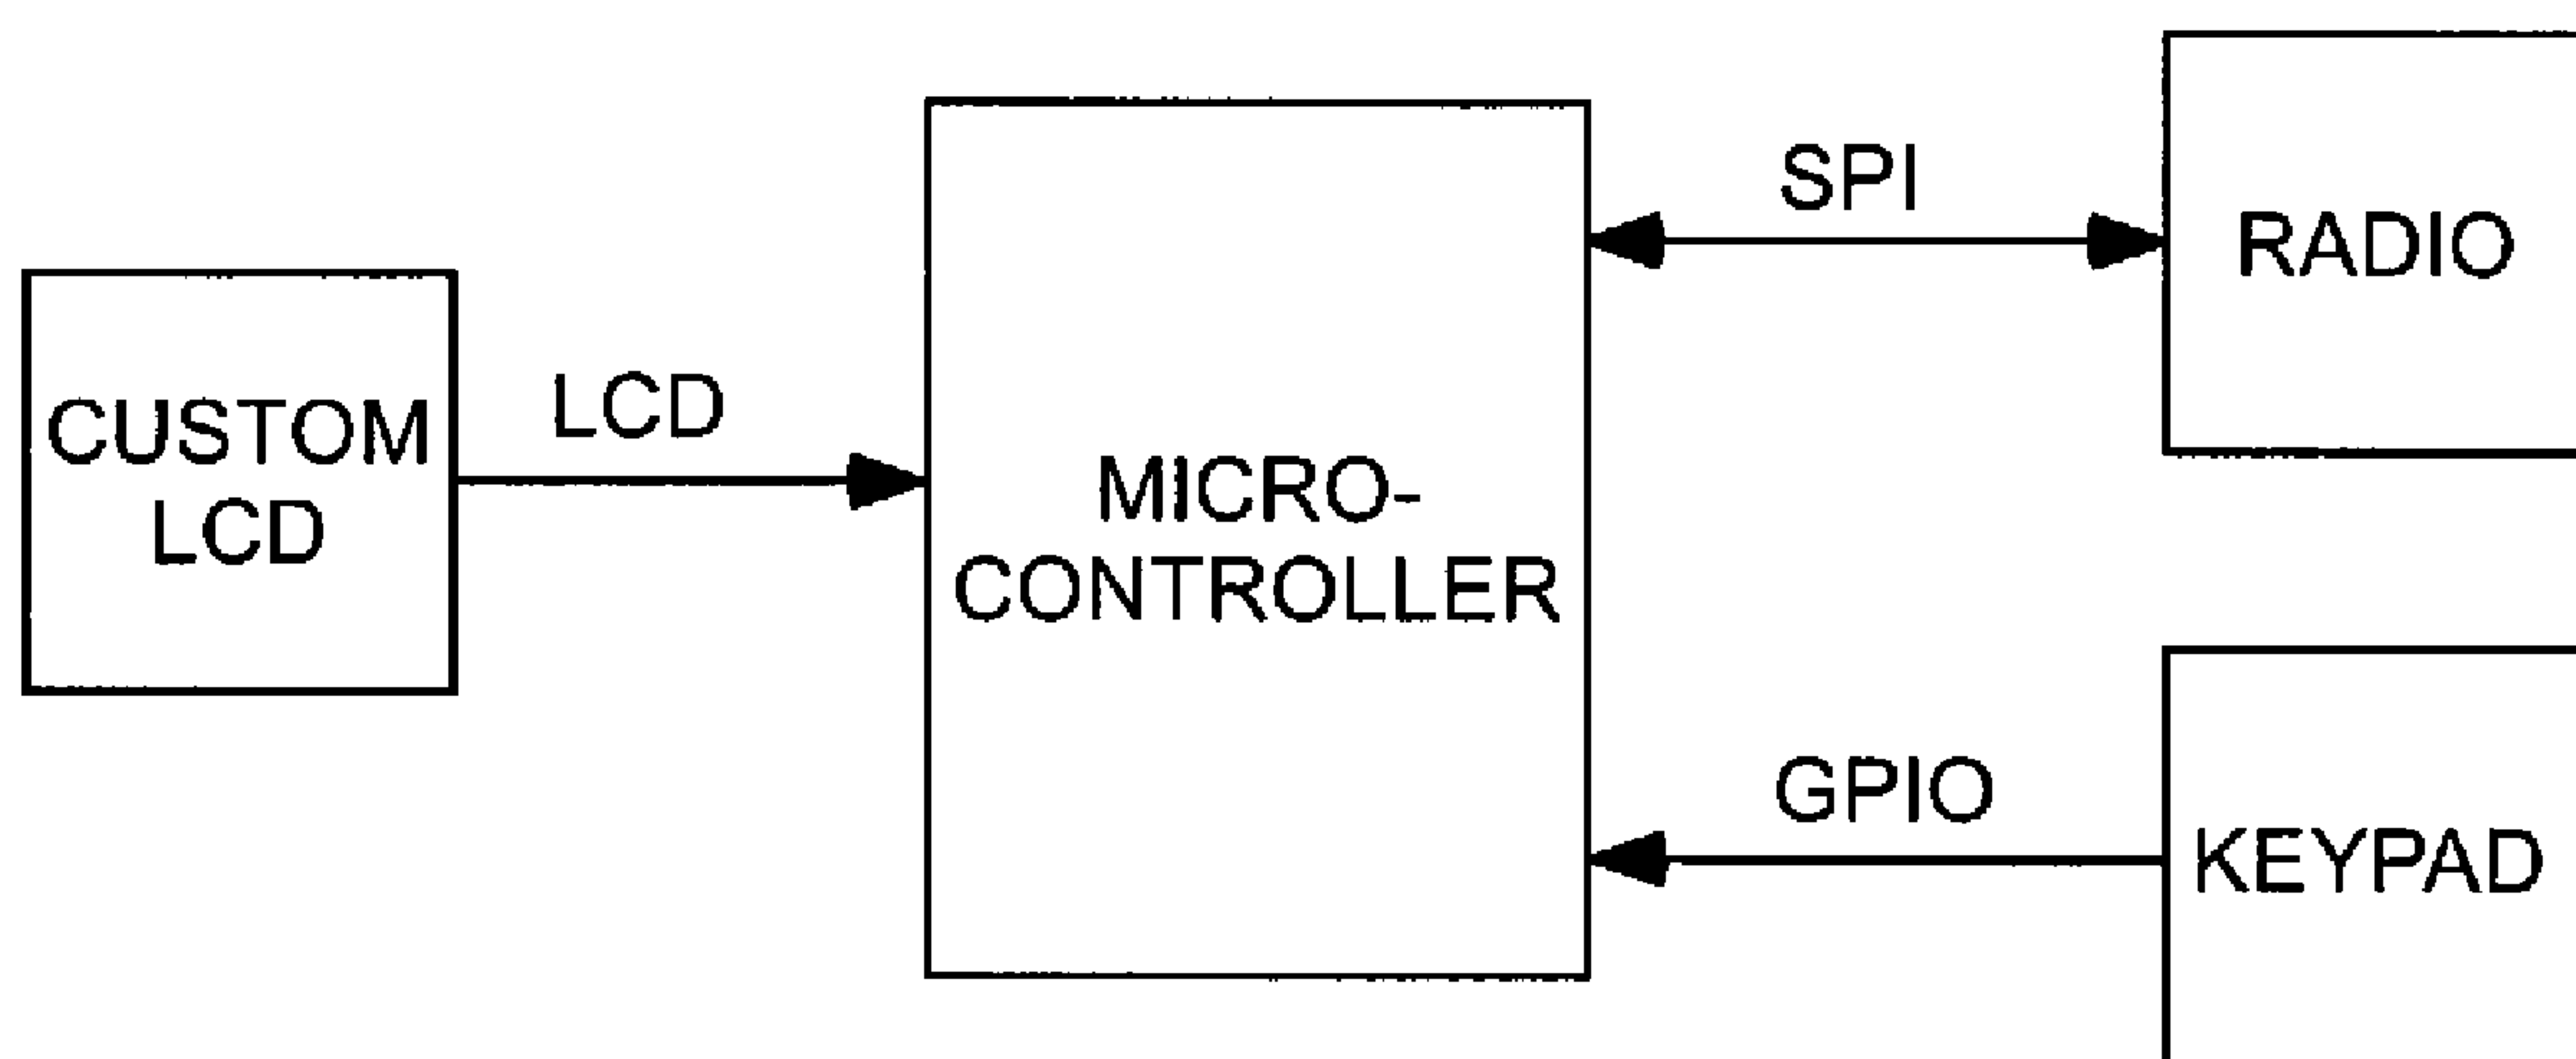 CUSTOM
LCD
LCD
MICRO-
CONTROLLER
SPI
RADIO
GPIO
KEYPAD